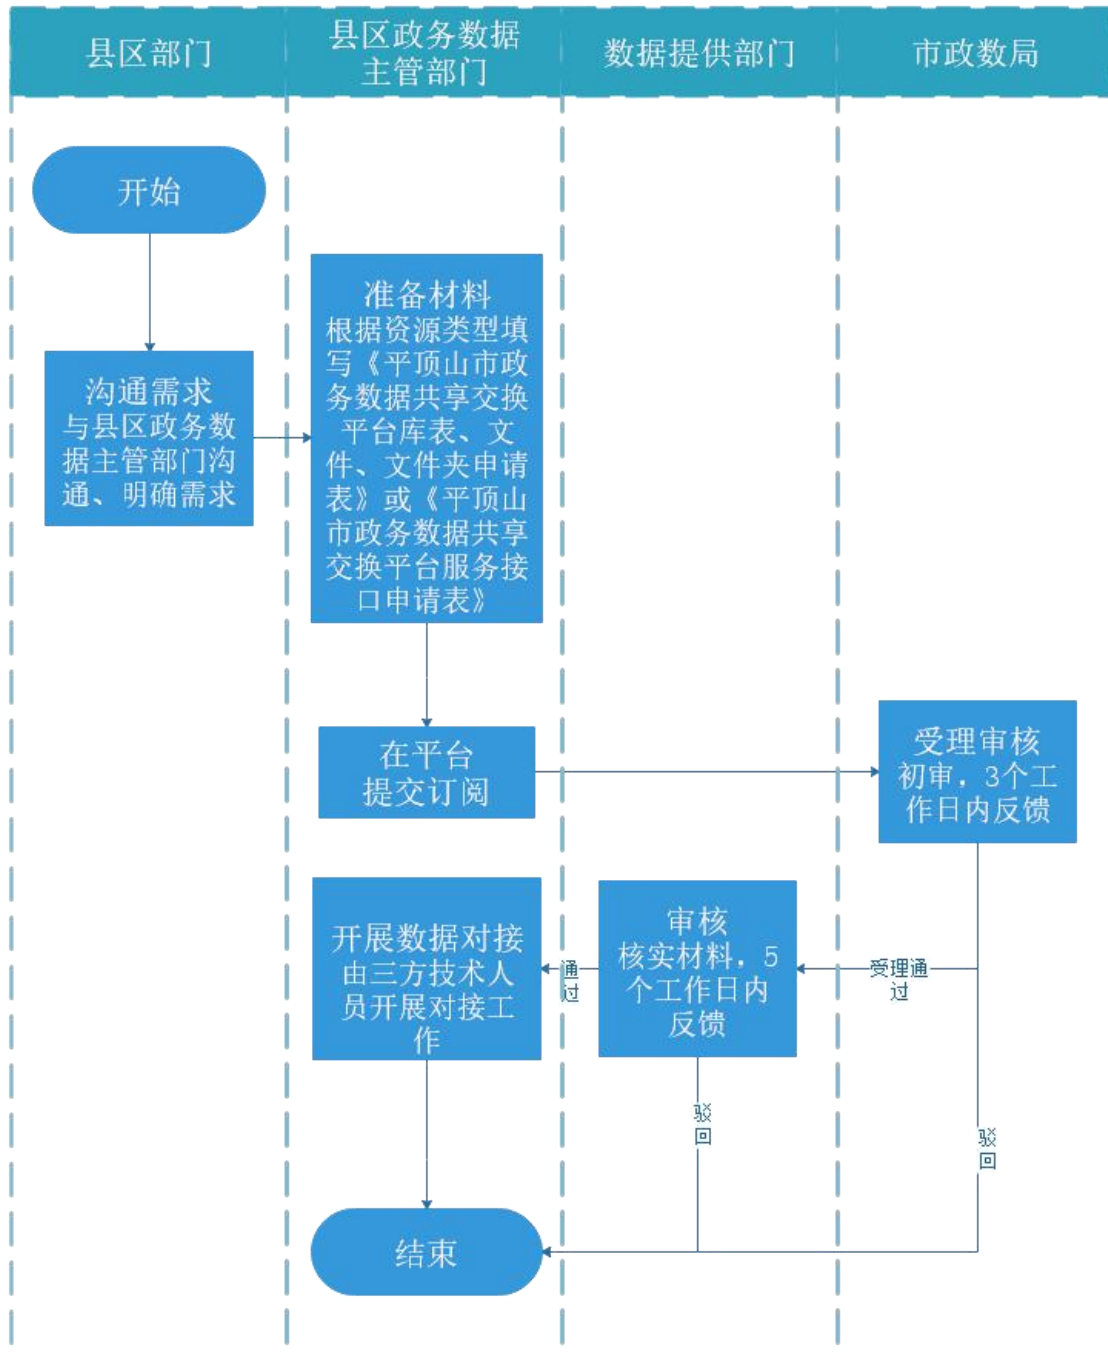 县区部门
县区政务数据
主管部门
数据提供部门
市政数局
开始
沟通需求
与县区政务数
据主管部门沟
通、明确需求
准备材料
根据资源类型填
写《平顶山市政
务数据共享交换
平台库表、文
件、文件夹申请
表》或《平顶山
市政务数据共享
交换平台服务接
口申请表》
在平台
提交订阅
受理审核
初审，3个工
作日内反馈
受理通
过
驳
回
审核
核实材料，5
个工作日内
反馈
通
过
驳
回
开展数据对接
由三方技术人
员开展对接工
作
结束